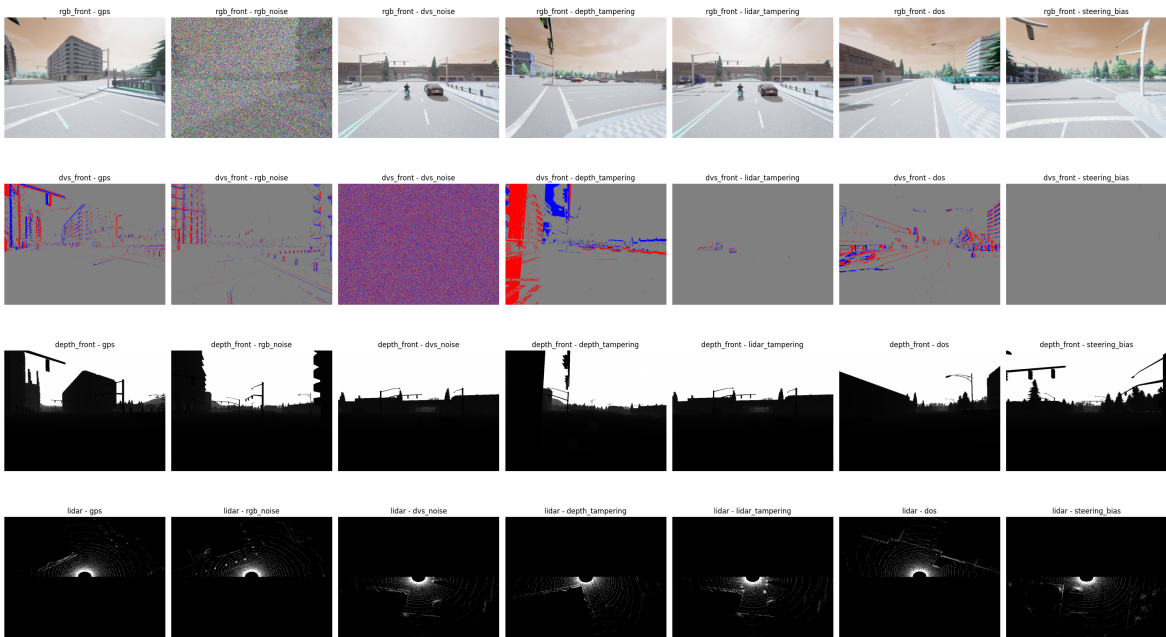 rgb_front - gps
rgb_front - rgb_noise
rgb_front - dvs_noise
rgb_front - depth_tampering
rgb_front - lidar_tampering
rgb_front - dos
rgb_front - steering_bias
dvs_front - gps
dvs_front - rgb_noise
dvs_front - dvs_noise
dvs_front - depth_tampering
dvs_front - lidar_tampering
dvs_front - dos
dvs_front - steering_bias
depth_front - gps
depth_front - rgb_noise
depth_front - dvs_noise
depth_front - depth_tampering
depth_front - lidar_tampering
depth_front - dos
depth_front - steering_bias
lidar - gps
lidar - rgb_noise
lidar - dvs_noise
lidar - depth_tampering
lidar - lidar_tampering
lidar - dos
lidar - steering_bias